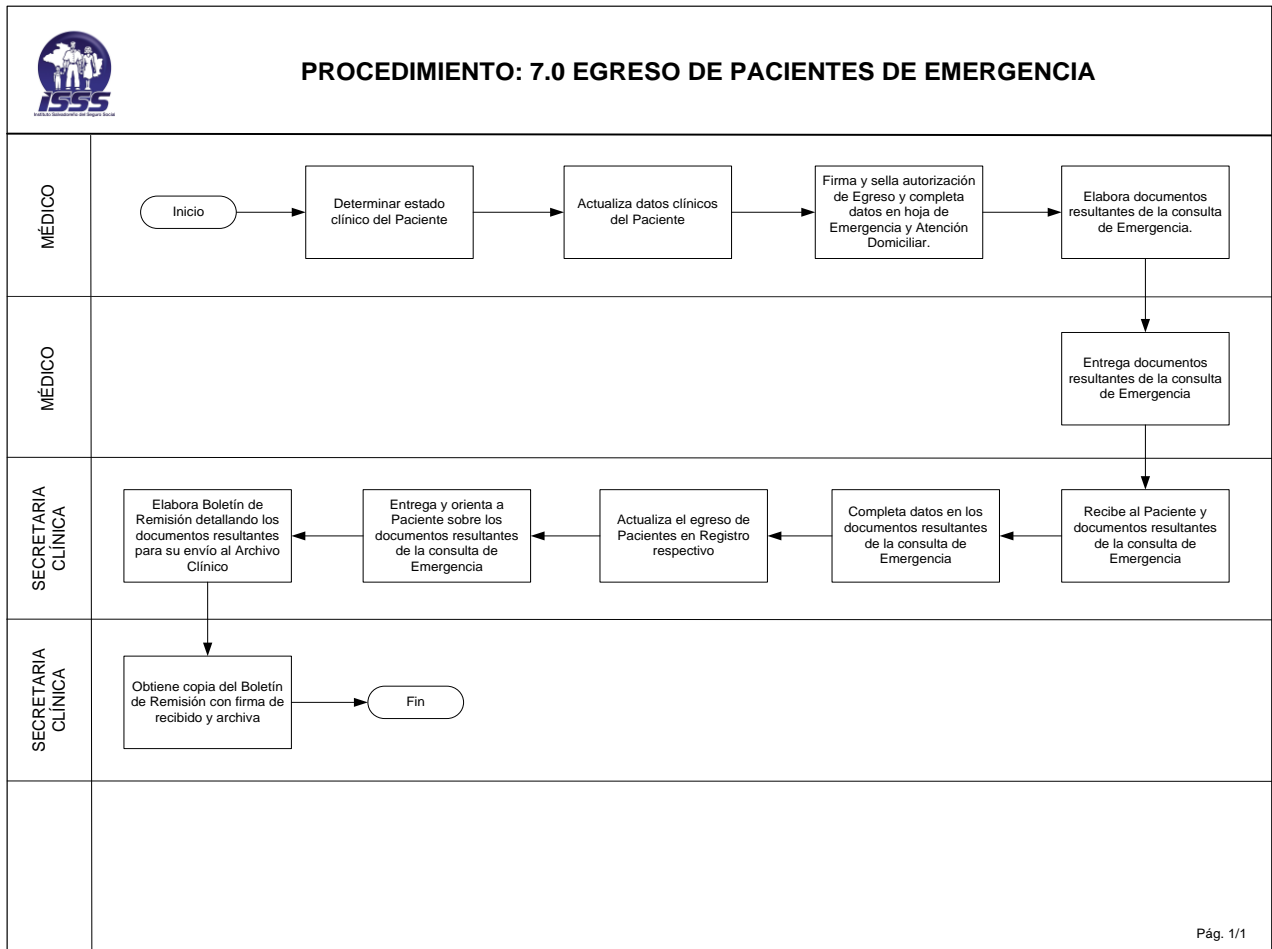 PROCEDIMIENTO: 7.0 EGRESO DE PACIENTES DE EMERGENCIA
ISSS
Instituto Salvadoreño del Seguro Social
MÉDICO
Inicio
Determinar estado
clínico del Paciente
Actualiza datos clínicos
del Paciente
Firma y sella autorización
de Egreso y completa
datos en hoja de
Emergencia y Atención
Domiciliar.
Elabora documentos
resultantes de la consulta
de Emergencia.
MÉDICO
Entrega documentos
resultantes de la consulta
de Emergencia
SECRETARIA
CLÍNICA
Recibe al Paciente y
documentos resultantes
de la consulta de
Emergencia
Completa datos en los
documentos resultantes
de la consulta de
Emergencia
Actualiza el egreso de
Pacientes en Registro
respectivo
Entrega y orienta a
Paciente sobre los
documentos resultantes
de la consulta de
Emergencia
Elabora Boletín de
Remisión detallando los
documentos resultantes
para su envío al Archivo
Clínico
SECRETARIA
CLÍNICA
Obtiene copia del Boletín
de Remisión con firma de
recibido y archiva
Fin
Pág. 1/1